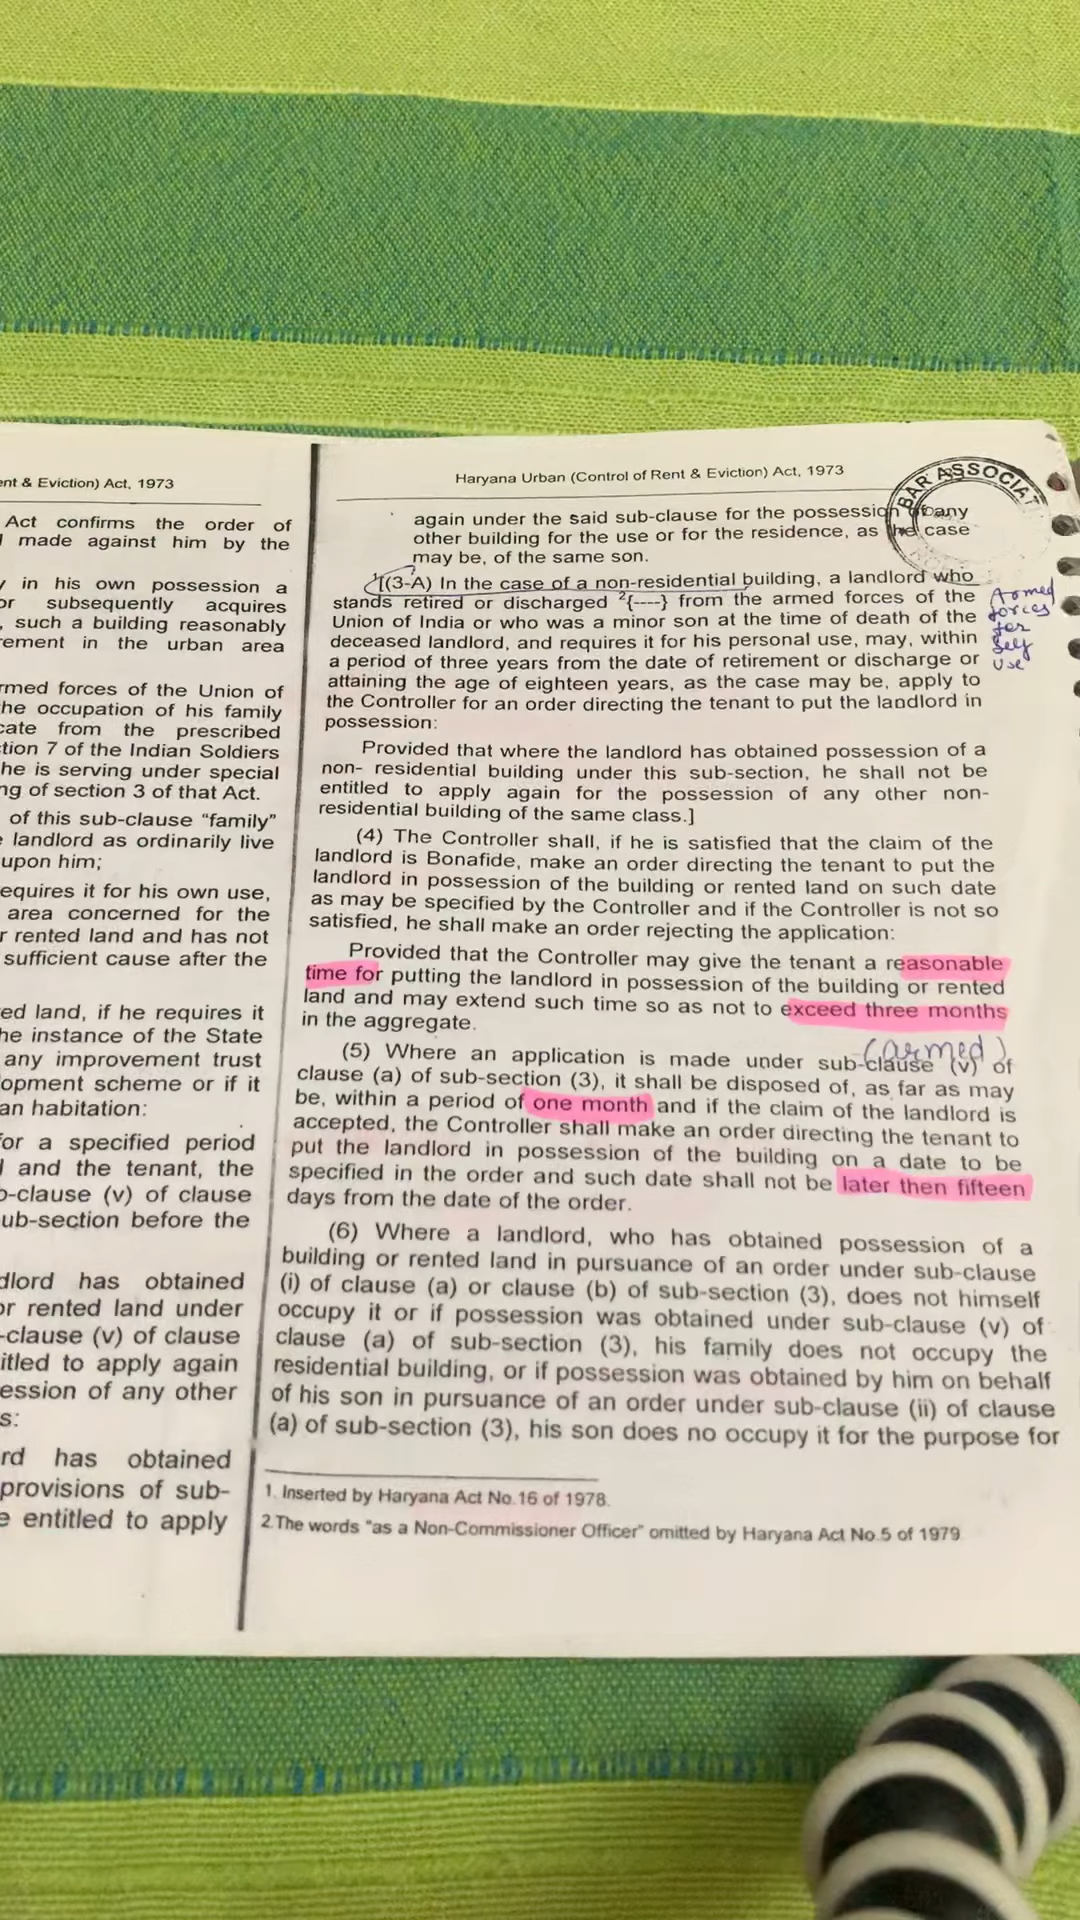 ent & Eviction) Act, 1973
Act confirms the order of
made against him by the
in his own possession a
or subsequently acquires
, such a building reasonably
rement in the urban area
rmed forces of the Union of
he occupation of his family
cate from the prescribed
tion 7 of the Indian Soldiers
he is serving under special
ng of section 3 of that Act.
of this sub-clause “family”
landlord as ordinarily live
upon him;
equires it for his own use,
area concerned for the
r rented land and has not
sufficient cause after the
ed land, if he requires it
he instance of the State
any improvement trust
opment scheme or if it
an habitation:
for a specified period
and the tenant, the
-clause (v) of clause
ub-section before the
dlord has obtained
or rented land under
-clause (v) of clause
itled to apply again
ession of any other
s:
rd has obtained
provisions of sub-
e entitled to apply
Haryana Urban (Control of Rent & Eviction) Act, 1973
BAR ASSOCIAT
again under the said sub-clause for the possession of any
other building for the use or for the residence, as the case
may be, of the same son.
1[(3-A) In the case of a non-residential building, a landlord who
stands retired or discharged 2{----} from the armed forces of the
Union of India or who was a minor son at the time of death of the
deceased landlord, and requires it for his personal use, may, within
a period of three years from the date of retirement or discharge or
attaining the age of eighteen years, as the case may be, apply to
the Controller for an order directing the tenant to put the landlord in
possession:
Armed
forces
for
self
use
Provided that where the landlord has obtained possession of a
non- residential building under this sub-section, he shall not be
entitled to apply again for the possession of any other non-
residential building of the same class.]
(4) The Controller shall, if he is satisfied that the claim of the
landlord is Bonafide, make an order directing the tenant to put the
landlord in possession of the building or rented land on such date
as may be specified by the Controller and if the Controller is not so
satisfied, he shall make an order rejecting the application:
Provided that the Controller may give the tenant a reasonable
time for putting the landlord in possession of the building or rented
land and may extend such time so as not to exceed three months
in the aggregate.
(armed)
(5) Where an application is made under sub-clause (v) of
clause (a) of sub-section (3), it shall be disposed of, as far as may
be, within a period of one month and if the claim of the landlord is
accepted, the Controller shall make an order directing the tenant to
put the landlord in possession of the building on a date to be
specified in the order and such date shall not be later then fifteen
days from the date of the order.
(6) Where a landlord, who has obtained possession of a
building or rented land in pursuance of an order under sub-clause
(i) of clause (a) or clause (b) of sub-section (3), does not himself
occupy it or if possession was obtained under sub-clause (v) of
clause (a) of sub-section (3), his family does not occupy the
residential building, or if possession was obtained by him on behalf
of his son in pursuance of an order under sub-clause (ii) of clause
(a) of sub-section (3), his son does no occupy it for the purpose for
1. Inserted by Haryana Act No.16 of 1978.
2.The words "as a Non-Commissioner Officer" omitted by Haryana Act No.5 of 1979